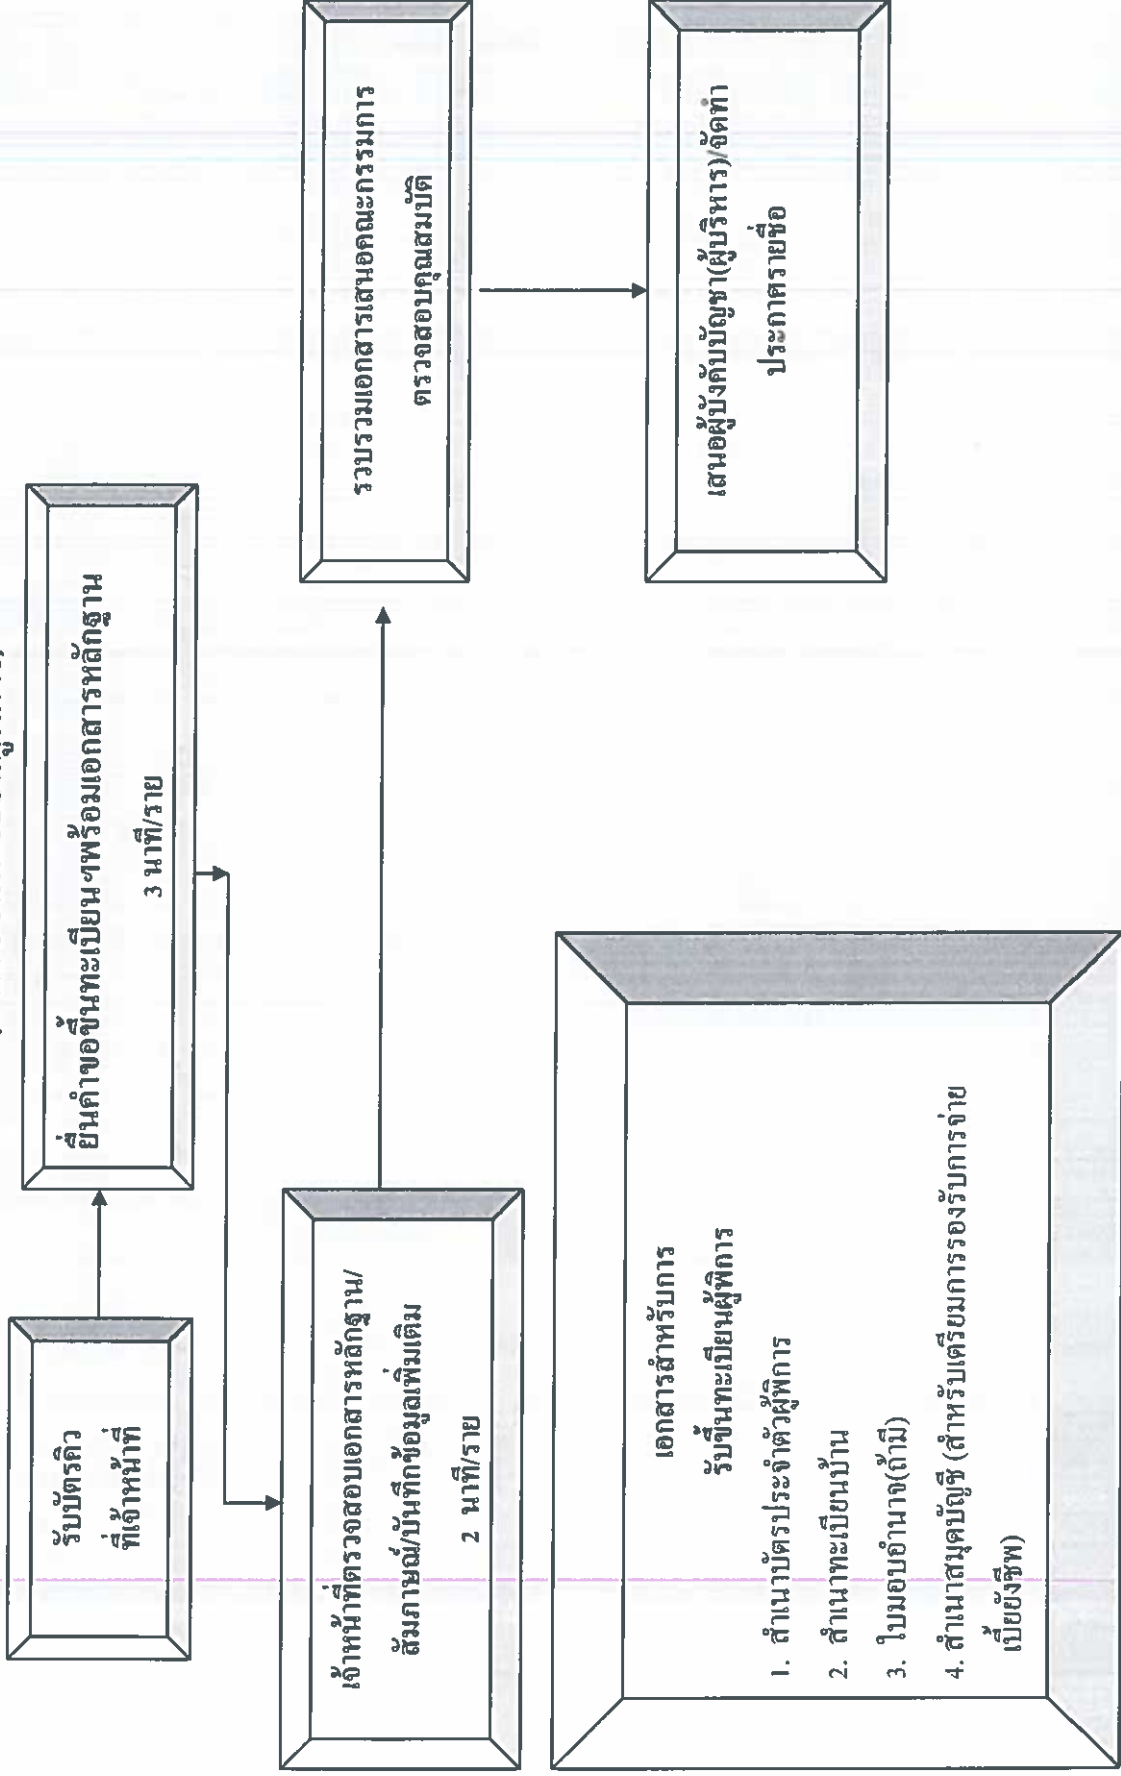 รับบัตรคิว
ที่เจ้าหน้าที่
ยื่นคำขอขึ้นทะเบียนฯพร้อมเอกสารหลักฐาน
3 นาที/ราย
เจ้าหน้าที่ตรวจสอบเอกสารหลักฐาน/
สัมภาษณ์/บันทึกข้อมูลเพิ่มเติม
2 นาที/ราย
รวบรวมเอกสารเสนอคณะกรรมการ
ตรวจสอบคุณสมบัติ
เสนอผู้บังคับบัญชา(ผู้บริหาร)/จัดทำ
ประกาศรายชื่อ
เอกสารสำหรับการ
รับขึ้นทะเบียนผู้พิการ
1. สำเนาบัตรประจำตัวผู้พิการ
2. สำเนาทะเบียนบ้าน
3. ใบมอบอำนาจ(ถ้ามี)
4. สำเนาสมุดบัญชี (สำหรับเตรียมการรองรับการจ่าย
เบี้ยยังชีพ)